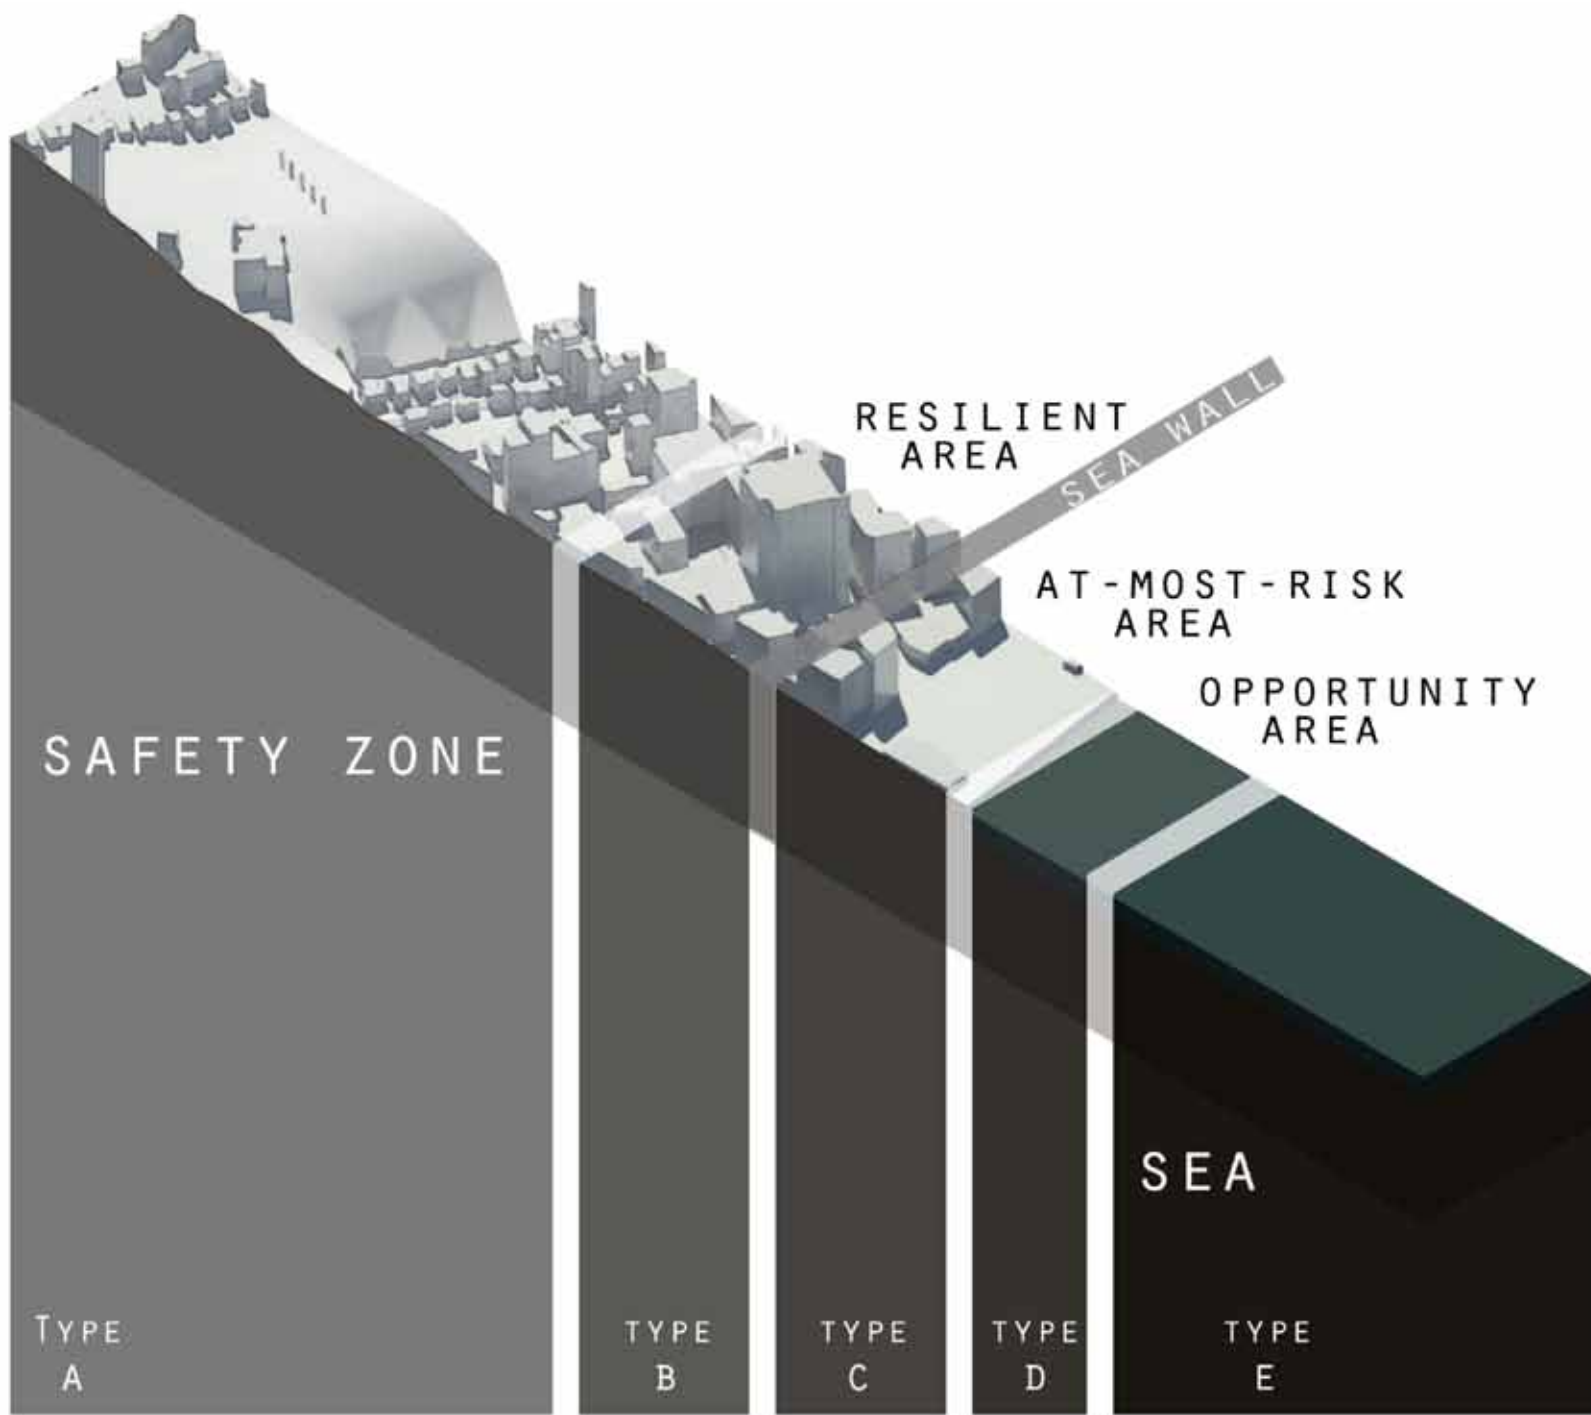 RESILIENT
AREA
SEA WALL
AT-MOST-RISK
AREA
OPPORTUNITY
AREA
SAFETY ZONE
SEA
TYPE
A
TYPE
B
TYPE
C
TYPE
D
TYPE
E